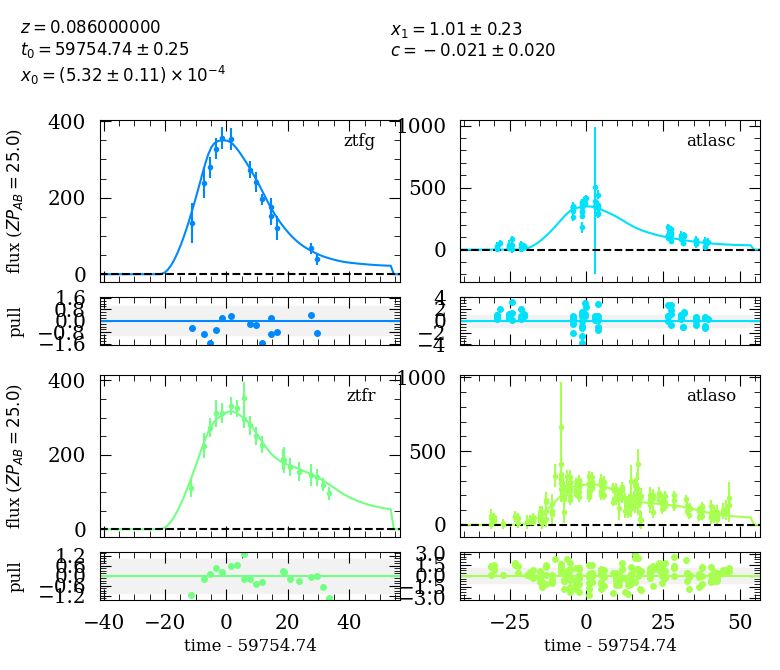 z = 0.086000000
t₀ = 59754.74 ± 0.25
x₀ = (5.32 ± 0.11) × 10⁻⁴
x₁ = 1.01 ± 0.23
c = −0.021 ± 0.020
flux (ZP_AB = 25.0)
400
200
0
ztfg
1000
500
0
atlasc
pull
1.6
0.8
0.0
−0.8
−1.6
4
2
0
−2
−4
flux (ZP_AB = 25.0)
400
200
0
ztfr
1000
500
0
atlaso
pull
1.2
0.6
0.0
−0.6
−1.2
3.0
1.5
0.0
−1.5
−3.0
−40 −20 0 20 40
−25 0 25 50
time - 59754.74
time - 59754.74